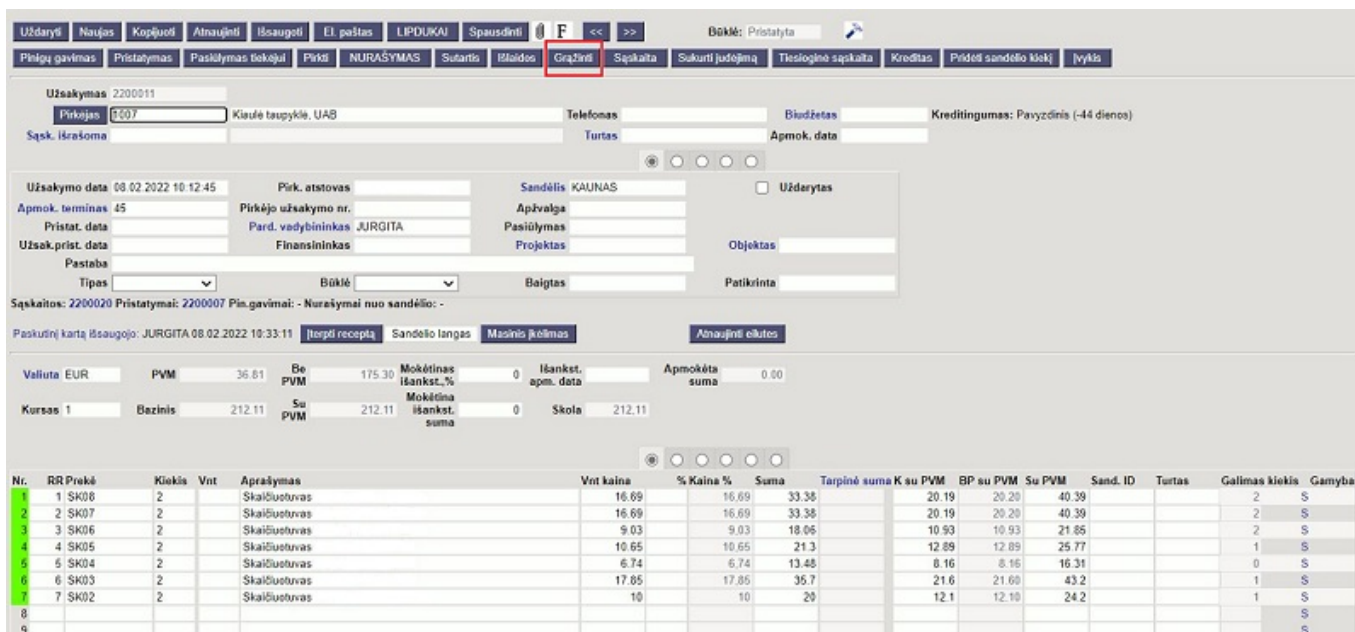 Uždaryti Naujas Kopijuoti Atnaujinti Išsaugoti El. paštas LIPDUKAI Spausdinti F << >> Būklė: Pristatyta
Pinigų gavimas Pristatymas Pasiūlymas tiekėjui Pirkti NURAŠYMAS Sutartis Išlaidos Grąžinti Sąskaita Sukurti judėjimą Tiesioginė sąskaita Kreditas Pridėti sandėlio kiekį Įvykis
Užsakymas 2200011
Pirkėjas 1007 Kiaulė taupyklė, UAB Telefonas Biudžetas Kreditingumas: Pavyzdinis (-44 dienos)
Sąsk. išrašoma Turtas Apmok. data
Užsakymo data 08.02.2022 10:12:45 Pirk. atstovas Sandėlis KAUNAS Uždarytas
Apmok. terminas 45 Pirkėjo užsakymo nr. Apžvalga
Pristat. data Pard. vadybininkas JURGITA Pasiūlymas
Užsak.prist. data Finansininkas Projektas Objektas
Pastaba
Tipas Būklė Baigtas Patikrinta
Sąskaitos: 2200020 Pristatymai: 2200007 Pin.gavimai: - Nurašymai nuo sandėlio: -
Paskutinį kartą išsaugojo: JURGITA 08.02.2022 10:33:11 Įterpti receptą Sandėlio langas Masinis įkėlimas Atnaujinti eilutes
Valiuta EUR PVM 36.81 Be PVM 175.30 Mokėtinas išankst.,% 0 Išankst. apm. data Apmokėta suma 0.00
Kursas 1 Bazinis 212.11 Su PVM 212.11 Mokėtina išankst. suma 0 Skola 212.11
Nr. RR Prekė Kiekis Vnt Aprašymas Vnt kaina % Kaina % Suma Tarpinė suma K su PVM BP su PVM Su PVM Sand. ID Turtas Galimas kiekis Gamyba
1 1 SK08 2 Skaičiuotuvas 16.69 16,69 33.38 20.19 20.20 40.39 2 S
2 2 SK07 2 Skaičiuotuvas 16.69 16,69 33.38 20.19 20.20 40.39 2 S
3 3 SK06 2 Skaičiuotuvas 9.03 9,03 18.06 10.93 10.93 21.85 2 S
4 4 SK05 2 Skaičiuotuvas 10.65 10,65 21.3 12.89 12.89 25.77 1 S
5 5 SK04 2 Skaičiuotuvas 6.74 6,74 13.48 8.16 8.16 16.31 0 S
6 6 SK03 2 Skaičiuotuvas 17.85 17,85 35.7 21.6 21.60 43.2 1 S
7 7 SK02 2 Skaičiuotuvas 10 10 20 12.1 12.10 24.2 1 S
8 S
9 S